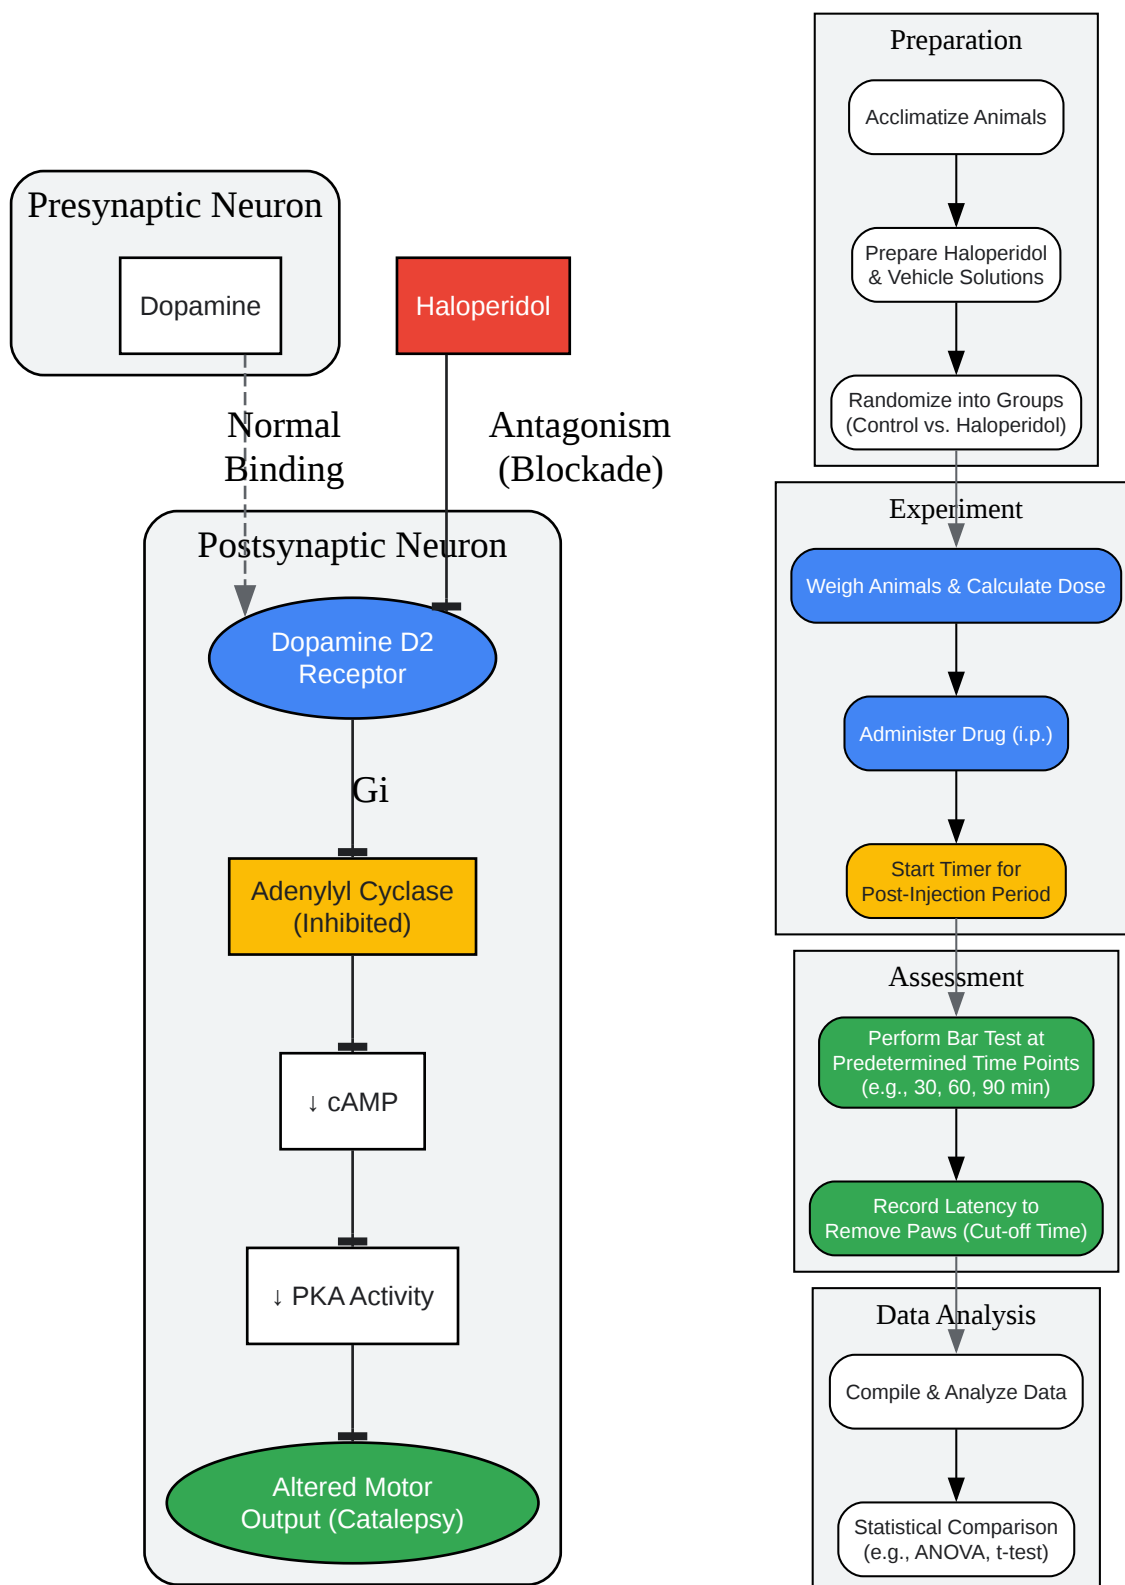 Presynaptic Neuron
Dopamine
Haloperidol
Normal
Binding
Antagonism
(Blockade)
Postsynaptic Neuron
Dopamine D2
Receptor
Gi
Adenylyl Cyclase
(Inhibited)
↓ cAMP
↓ PKA Activity
Altered Motor
Output (Catalepsy)
Preparation
Acclimatize Animals
Prepare Haloperidol
& Vehicle Solutions
Randomize into Groups
(Control vs. Haloperidol)
Experiment
Weigh Animals & Calculate Dose
Administer Drug (i.p.)
Start Timer for
Post-Injection Period
Assessment
Perform Bar Test at
Predetermined Time Points
(e.g., 30, 60, 90 min)
Record Latency to
Remove Paws (Cut-off Time)
Data Analysis
Compile & Analyze Data
Statistical Comparison
(e.g., ANOVA, t-test)